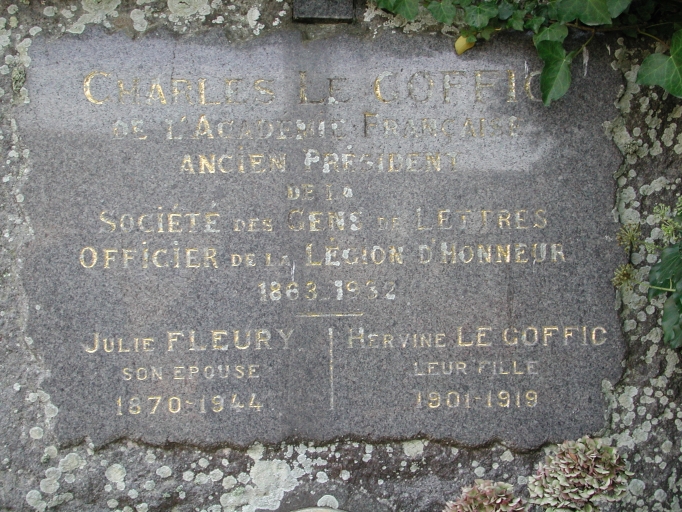 CHARLES LE GOFFIC
DE L'ACADEMIE FRANÇAISE
ANCIEN PRÉSIDENT
DE LA
SOCIÉTÉ DES GENS DE LETTRES
OFFICIER DE LA LÉGION D'HONNEUR
1863-1932
JULIE FLEURY
SON EPOUSE
1870-1944
HERVINE LE GOFFIC
LEUR FILLE
1901-1919